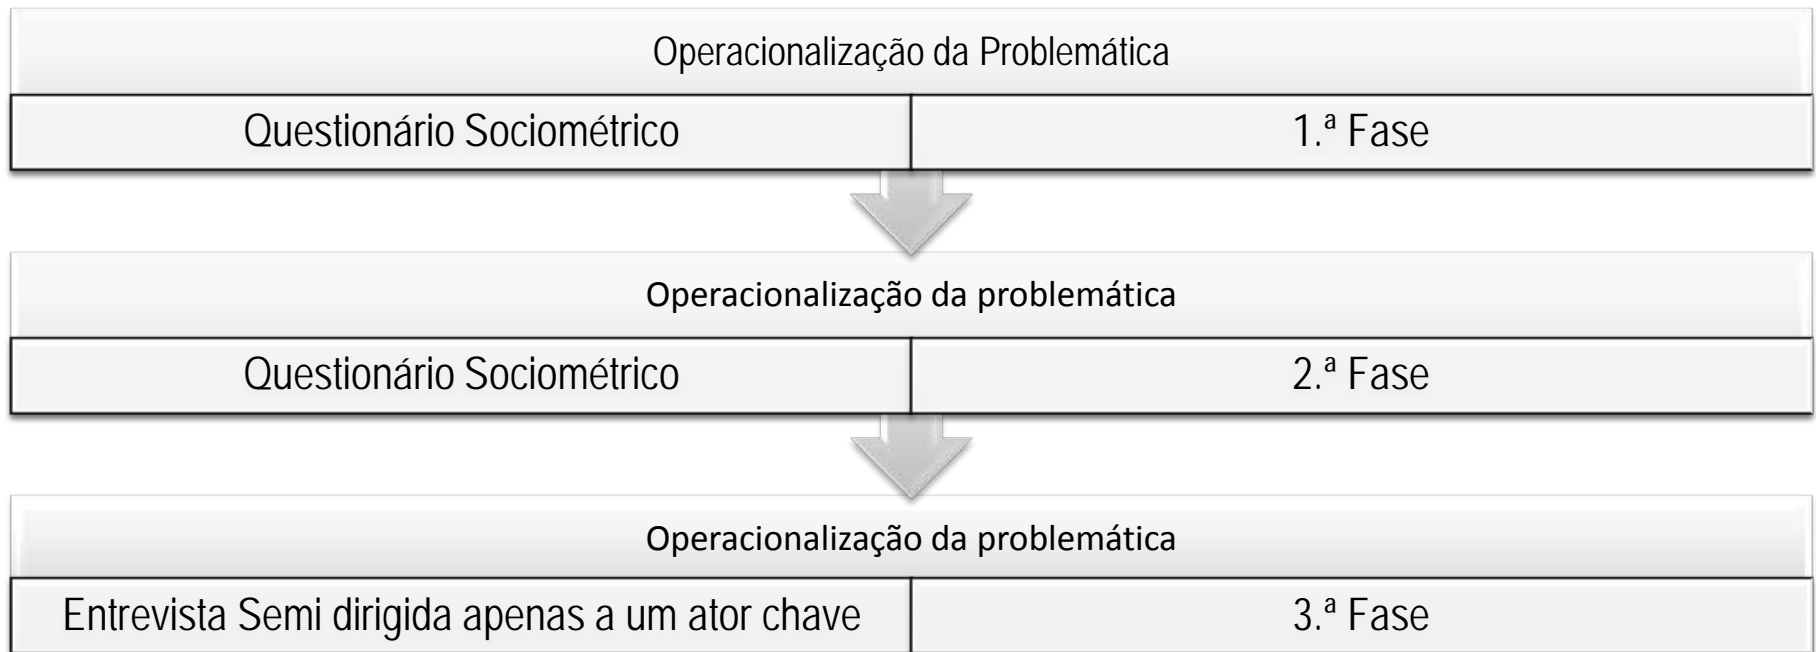 Operacionalização da Problemática
Questionário Sociométrico
1.ª Fase
Operacionalização da problemática
Questionário Sociométrico
2.ª Fase
Operacionalização da problemática
Entrevista Semi dirigida apenas a um ator chave
3.ª Fase